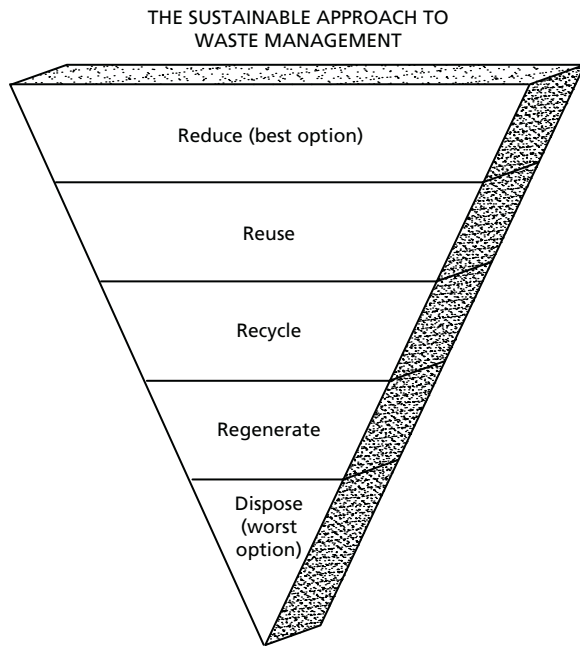 THE SUSTAINABLE APPROACH TO
WASTE MANAGEMENT
Reduce (best option)
Reuse
Recycle
Regenerate
Dispose
(worst
option)